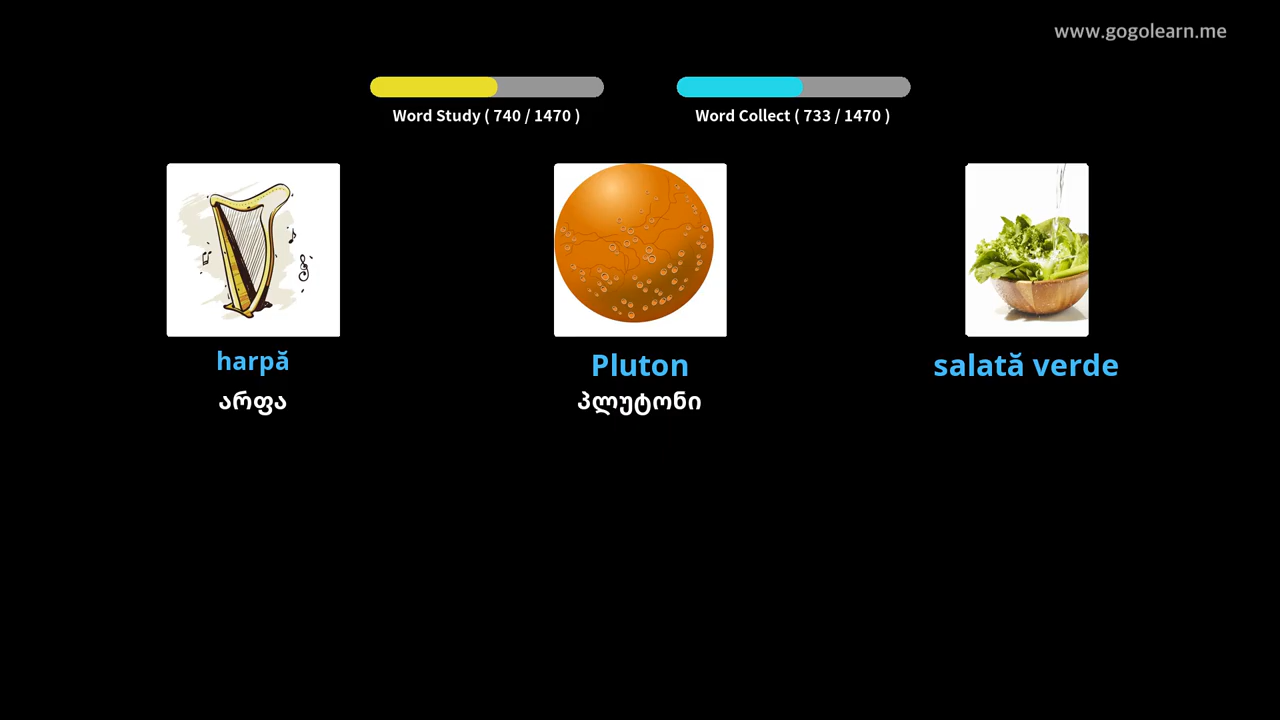 www.gogolearn.me
Word Study ( 740 / 1470 )
Word Collect ( 733 / 1470 )
harpă
Pluton
salată verde
არფა
პლუტონი